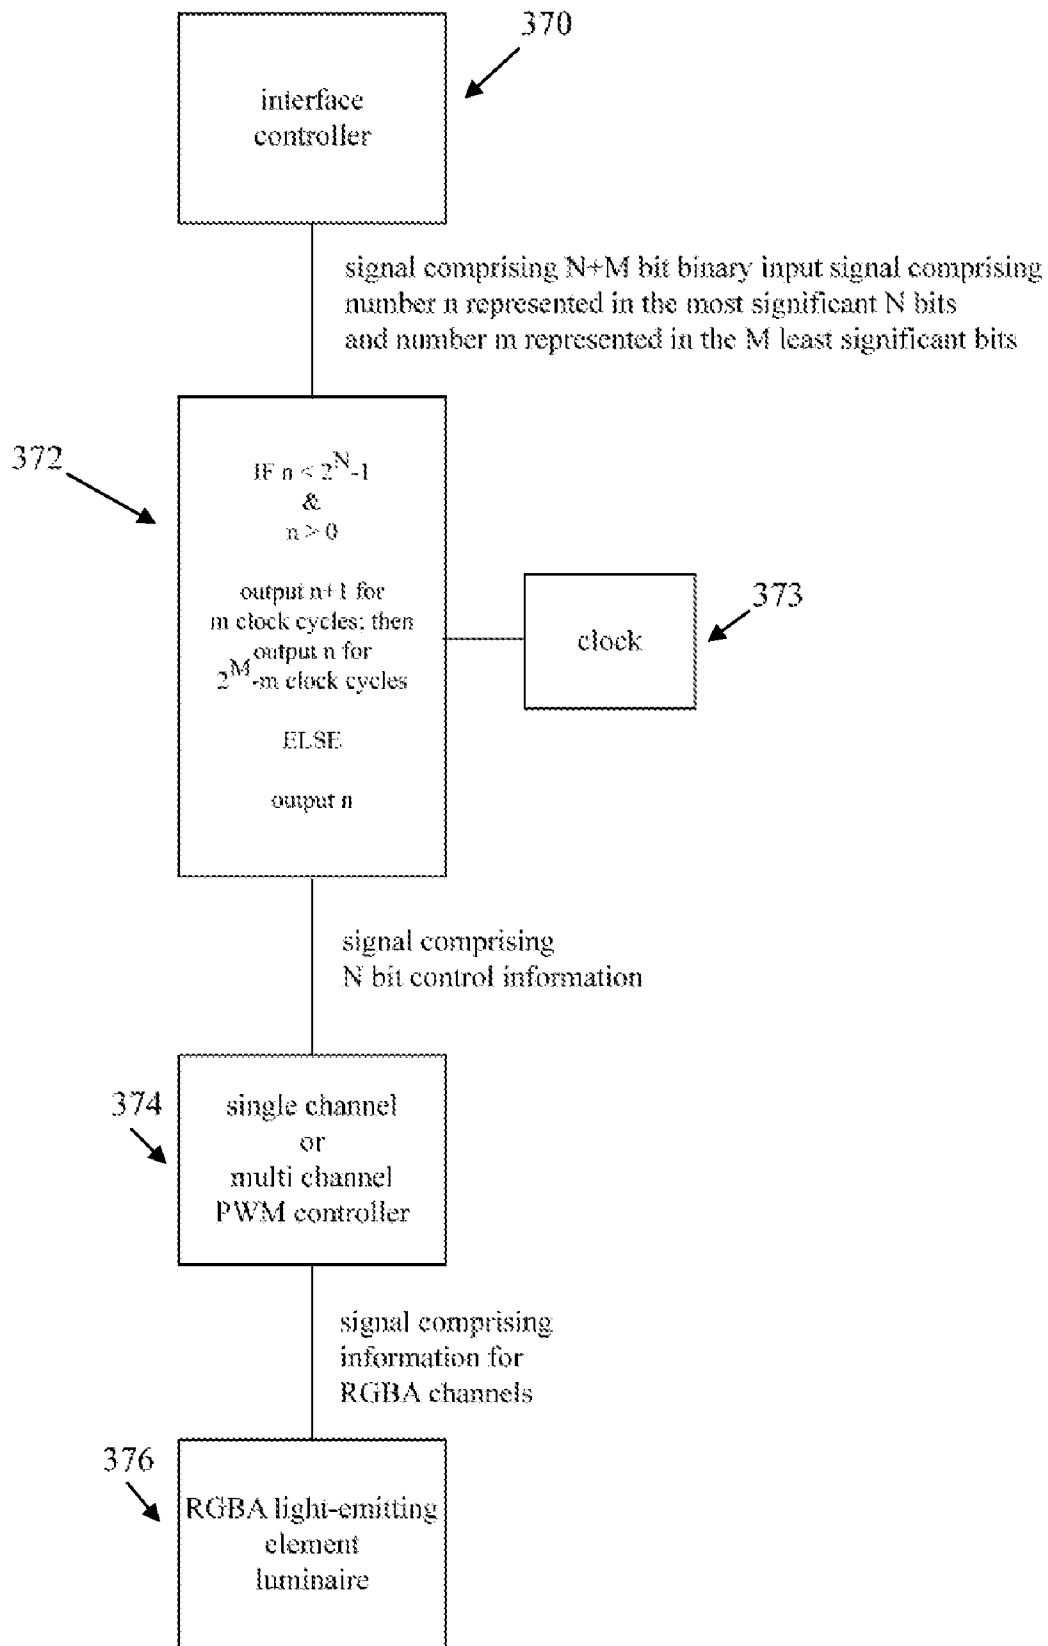 370
interface
controller
signal comprising N+M bit binary input signal comprising
number n represented in the most significant N bits
and number m represented in the M least significant bits
372
IF n < 2^N-1
&
n > 0
output n+1 for
m clock cycles; then
output n for
2^M-m clock cycles
ELSE
output n
373
clock
signal comprising
N bit control information
374
single channel
or
multi channel
PWM controller
signal comprising
information for
RGBA channels
376
RGBA light-emitting
element
luminaire